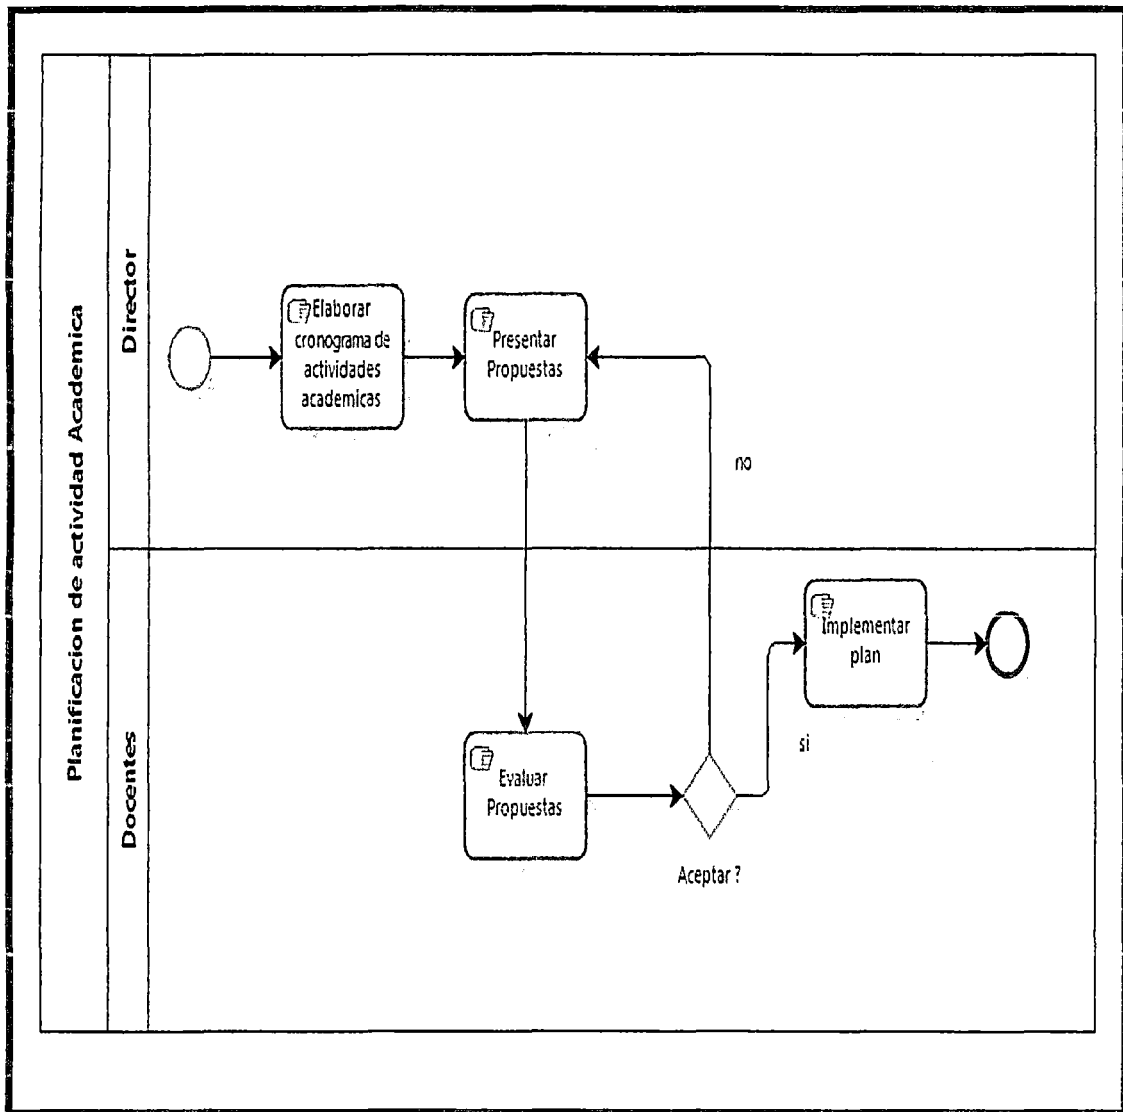 Planificacion de actividad Academica
Director
Elaborar
cronograma de
actividades
academicas
Presentar
Propuestas
no
Docentes
Evaluar
Propuestas
Aceptar ?
si
Implementar
plan